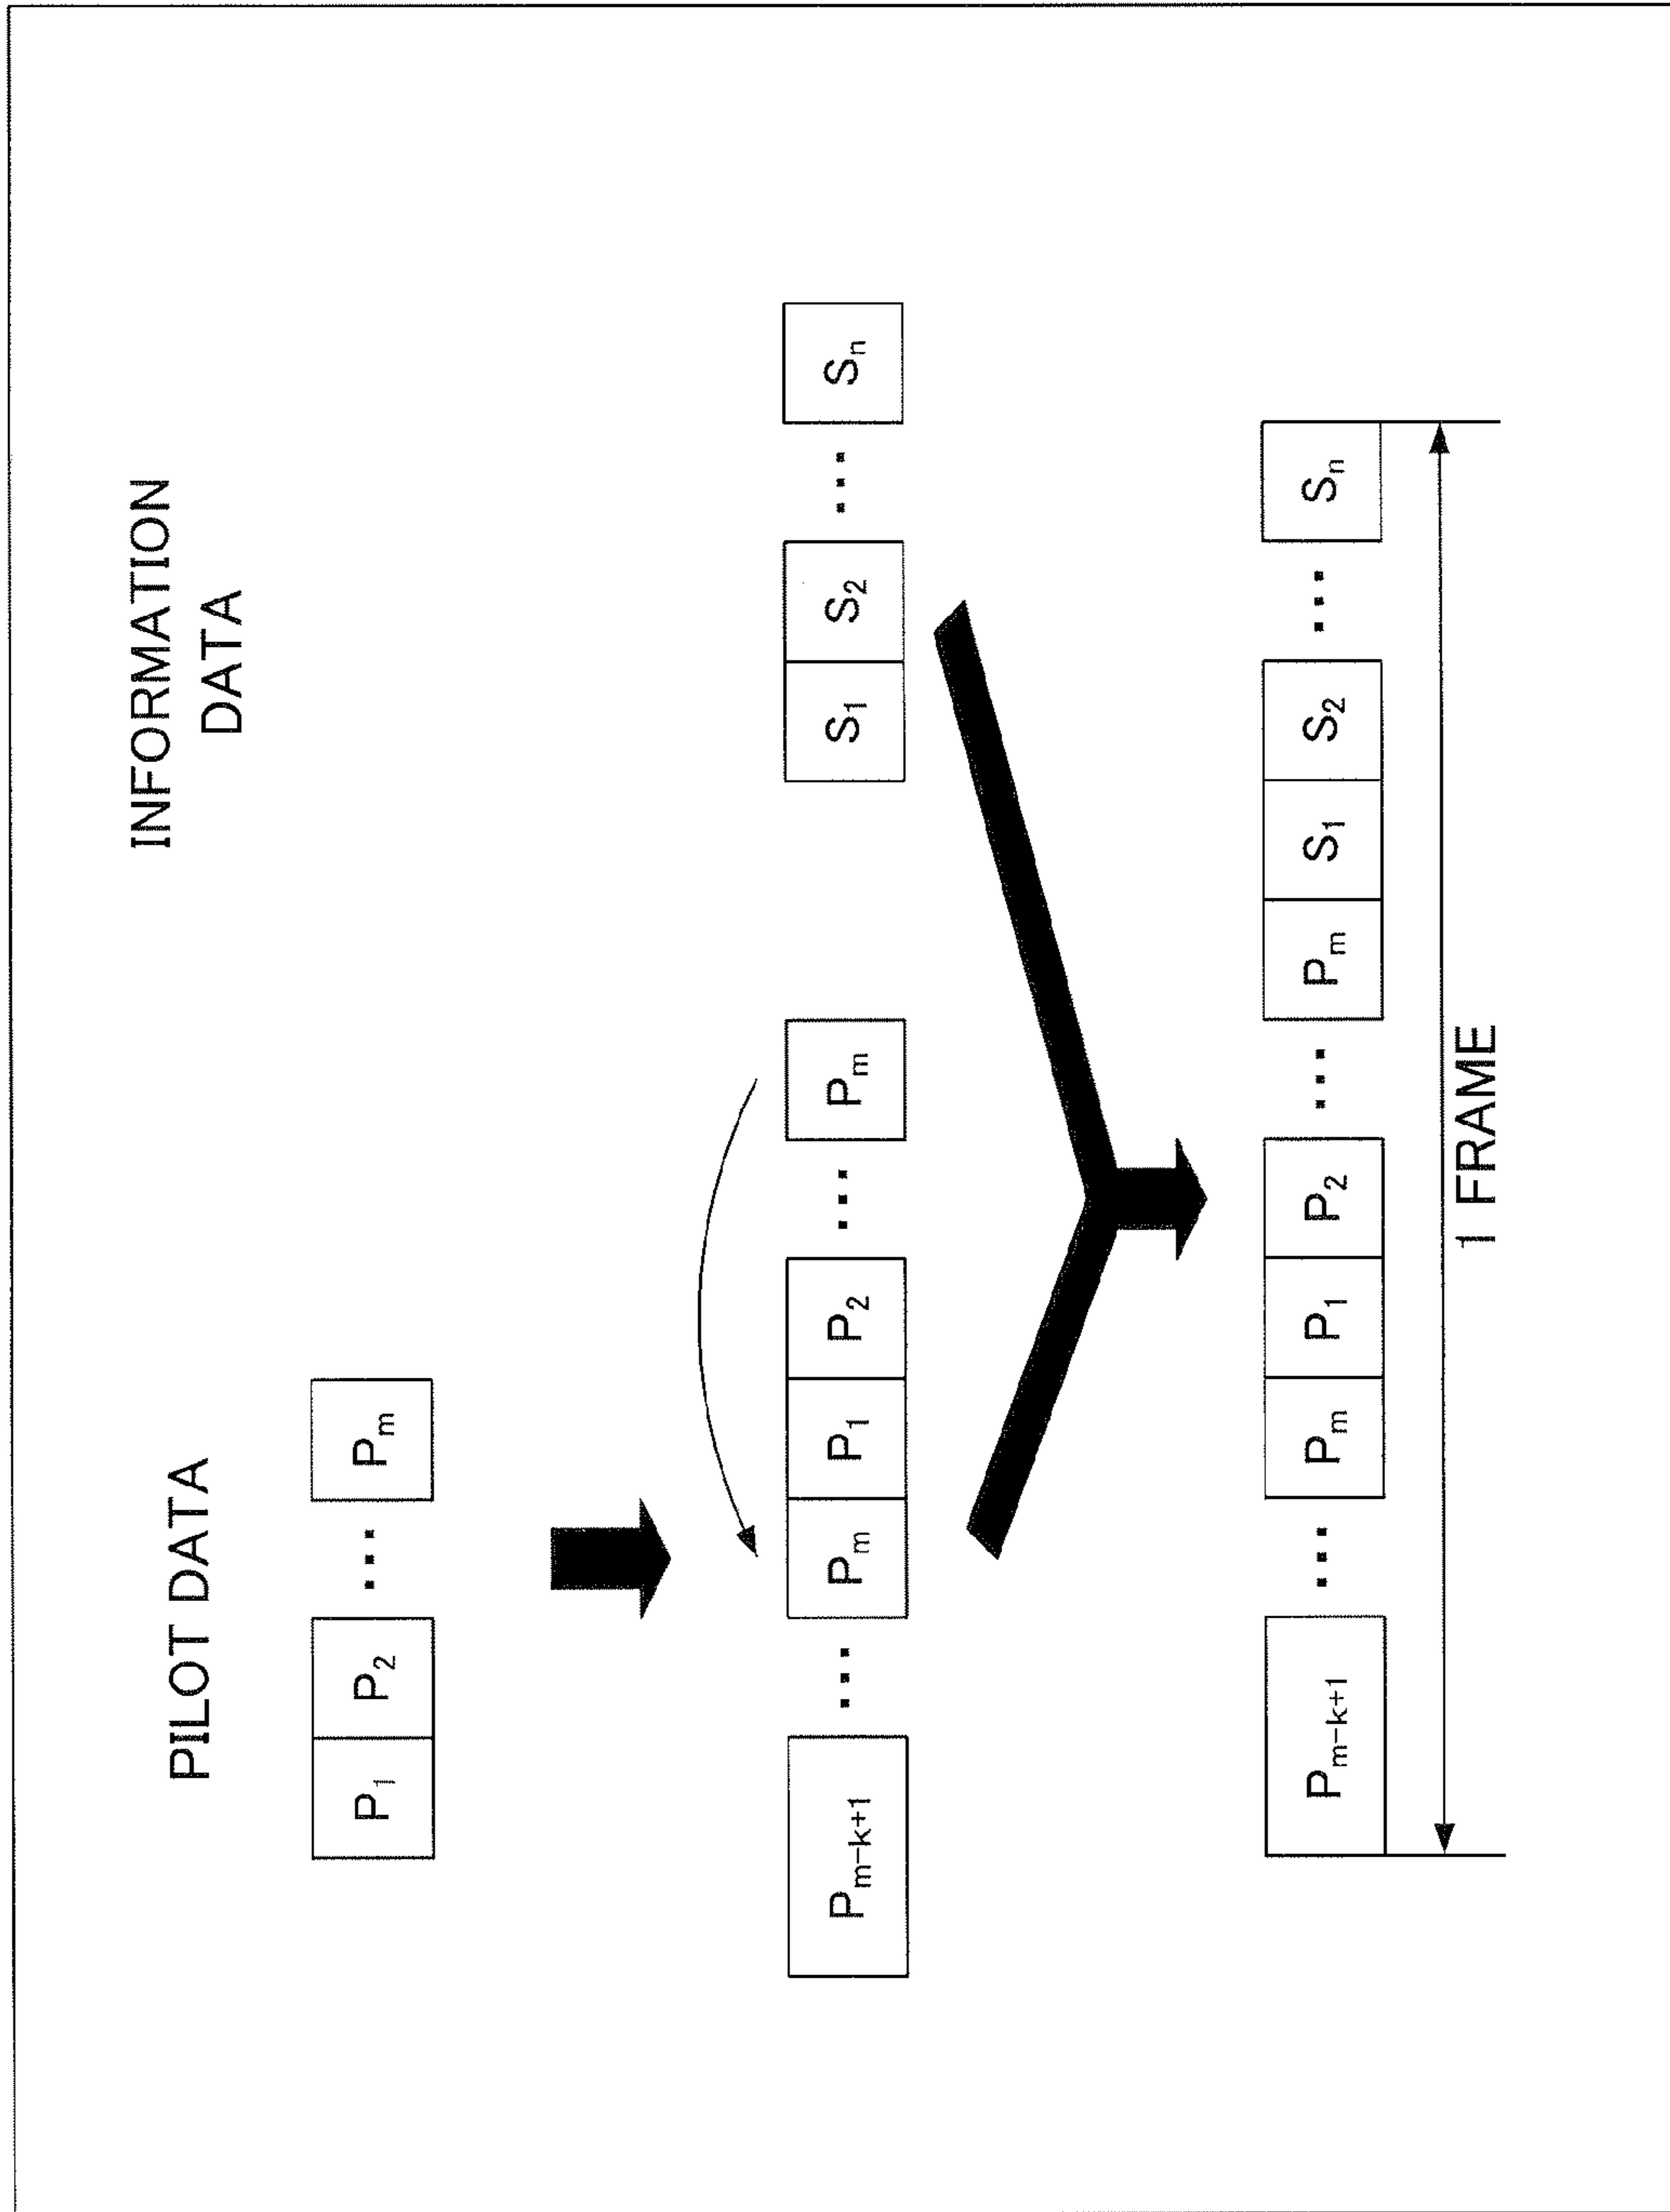 PILOT DATA
INFORMATION
DATA
P₁ P₂ ... Pₘ
Pₘ₋ₖ₊₁ ... Pₘ P₁ P₂ ... Pₘ
S₁ S₂ ... Sₙ
Pₘ₋ₖ₊₁ ... Pₘ P₁ P₂ ... Pₘ S₁ S₂ ... Sₙ
1 FRAME